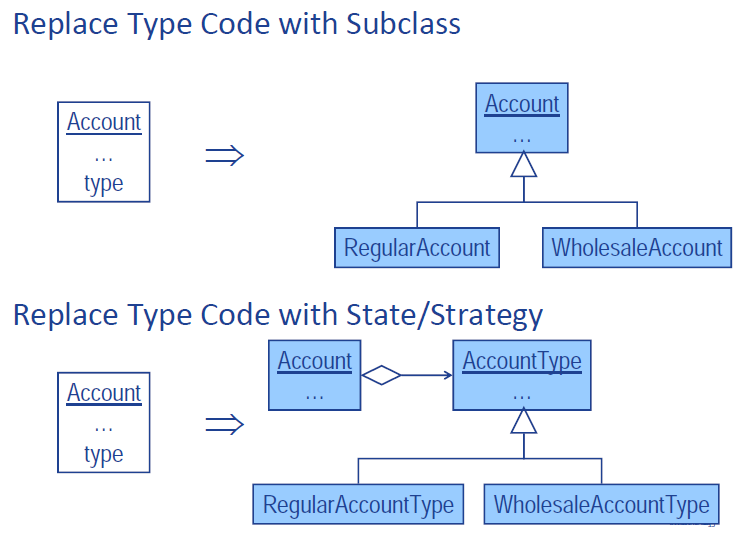 Replace Type Code with Subclass
Account
...
type
Account
...
RegularAccount
WholesaleAccount
Replace Type Code with State/Strategy
Account
...
type
Account
...
AccountType
...
RegularAccountType
WholesaleAccountType